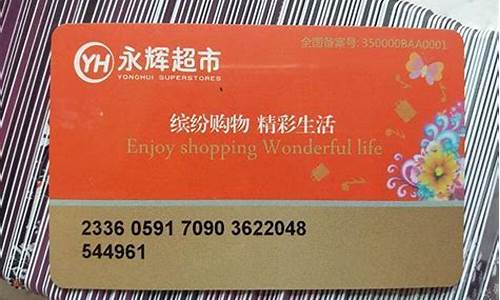 全国备案号: 350000BAA0001
YH 永辉超市
YONGHUI SUPERSTORES
缤纷购物 精彩生活
Enjoy shopping Wonderful life
2336 0591 7090 3622048
544961